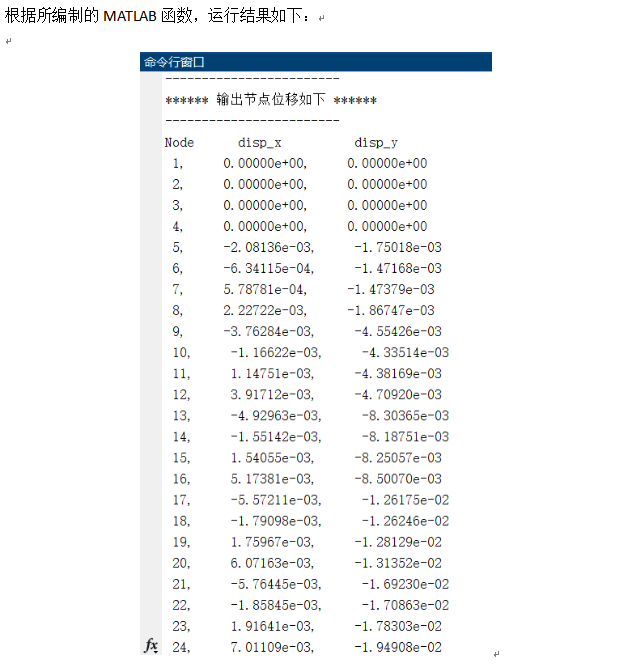 根据所编制的 MATLAB 函数，运行结果如下：
命令行窗口
------------------------
****** 输出节点位移如下 ******
------------------------
Node disp_x disp_y
1, 0.00000e+00, 0.00000e+00
2, 0.00000e+00, 0.00000e+00
3, 0.00000e+00, 0.00000e+00
4, 0.00000e+00, 0.00000e+00
5, -2.08136e-03, -1.75018e-03
6, -6.34115e-04, -1.47168e-03
7, 5.78781e-04, -1.47379e-03
8, 2.22722e-03, -1.86747e-03
9, -3.76284e-03, -4.55426e-03
10, -1.16622e-03, -4.33514e-03
11, 1.14751e-03, -4.38169e-03
12, 3.91712e-03, -4.70920e-03
13, -4.92963e-03, -8.30365e-03
14, -1.55142e-03, -8.18751e-03
15, 1.54055e-03, -8.25057e-03
16, 5.17381e-03, -8.50070e-03
17, -5.57211e-03, -1.26175e-02
18, -1.79098e-03, -1.26246e-02
19, 1.75967e-03, -1.28129e-02
20, 6.07163e-03, -1.31352e-02
21, -5.76445e-03, -1.69230e-02
22, -1.85845e-03, -1.70863e-02
23, 1.91641e-03, -1.78303e-02
fx 24, 7.01109e-03, -1.94908e-02